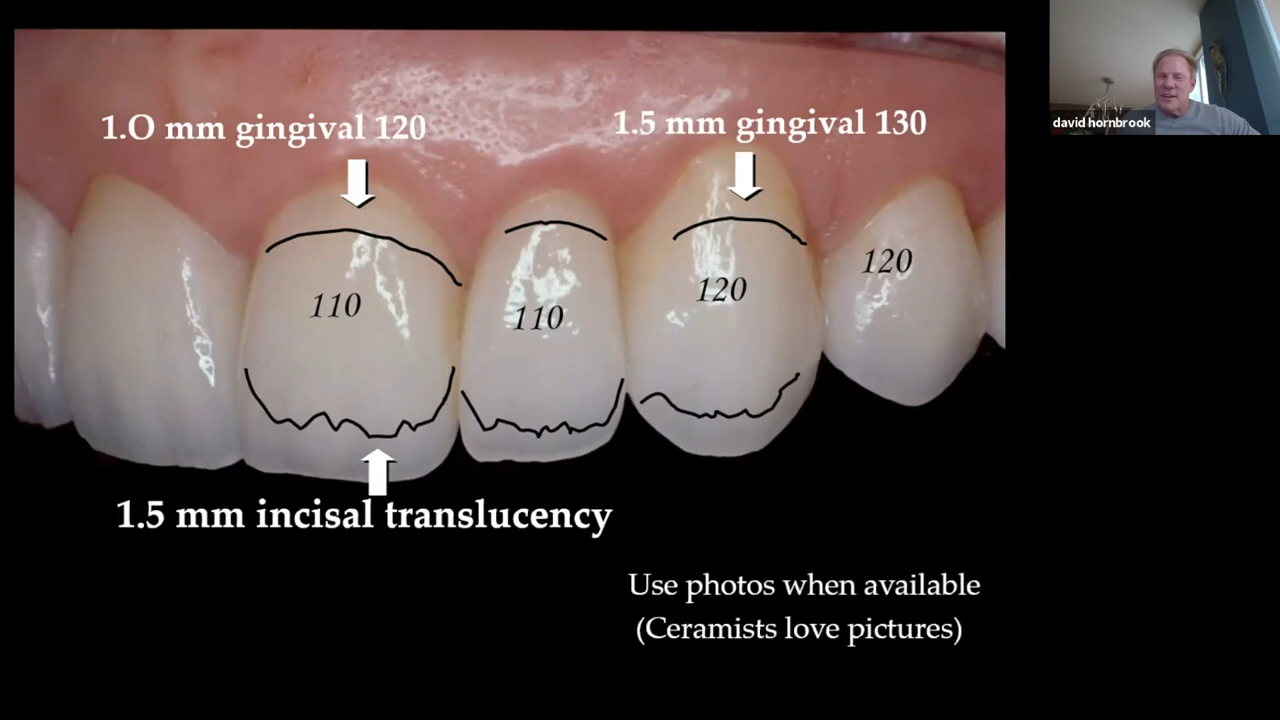 1.O mm gingival 120
1.5 mm gingival 130
david hornbrook
110
110
120
120
1.5 mm incisal translucency
Use photos when available
(Ceramists love pictures)